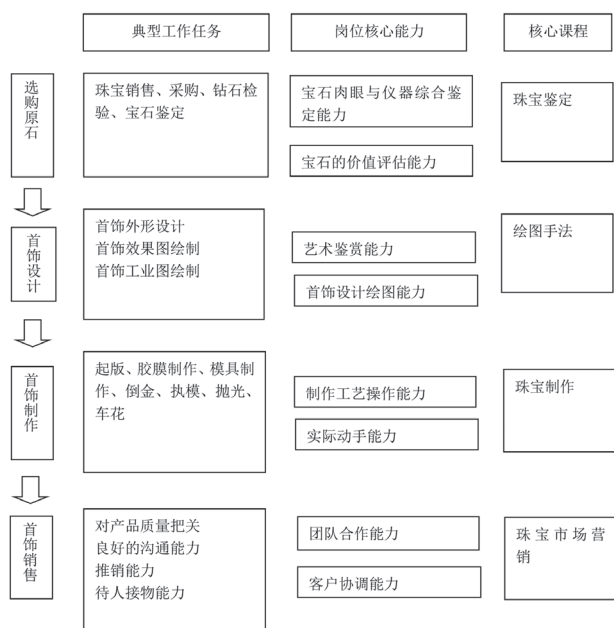 典型工作任务
岗位核心能力
核心课程
选购原石
珠宝销售、采购、钻石检
验、宝石鉴定
宝石肉眼与仪器综合鉴
定能力
宝石的价值评估能力
珠宝鉴定
首饰设计
首饰外形设计
首饰效果图绘制
首饰工业图绘制
艺术鉴赏能力
首饰设计绘图能力
绘图手法
首饰制作
起版、胶膜制作、模具制
作、倒金、执模、抛光、
车花
制作工艺操作能力
实际动手能力
珠宝制作
首饰销售
对产品质量把关
良好的沟通能力
推销能力
待人接物能力
团队合作能力
客户协调能力
珠宝市场营
销